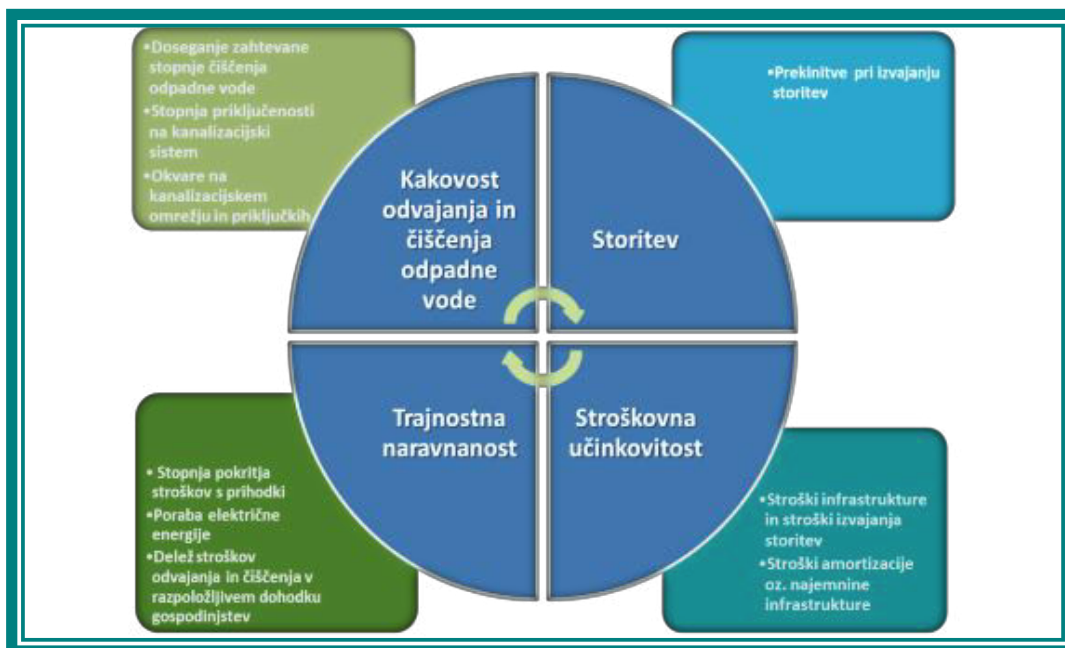 •Doseganje zahtevane
stopnje čiščenja
odpadne vode
•Stopnja priključenosti
na kanalizacijski
sistem
•Okvare na
kanalizacijskem
omrežju in priključkih
•Prekinitve pri izvajanju
storitev
Kakovost
odvajanja in
čiščenja
odpadne
vode
Storitev
Trajnostna
naravnanost
Stroškovna
učinkovitost
• Stopnja pokritja
stroškov s prihodki
• Poraba električne
energije
• Delež stroškov
odvajanja in čiščenja v
razpoložljivem dohodku
gospodinjstev
•Stroški infrastrukture
in stroški izvajanja
storitev
•Stroški amortizacije
oz. najemnine
infrastrukture